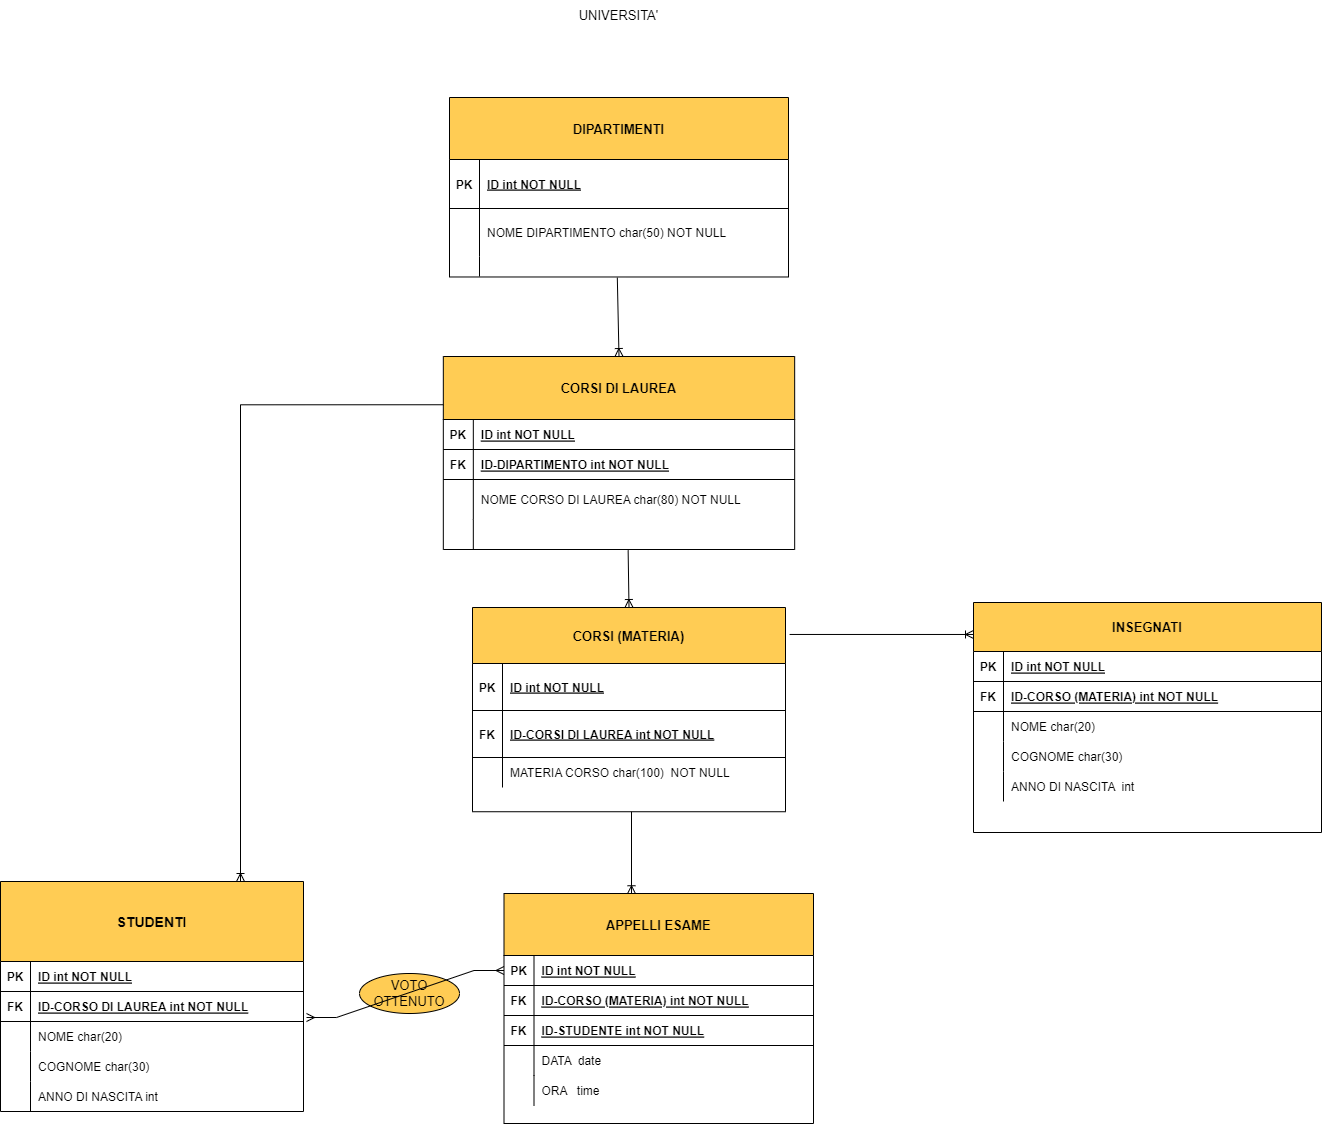 UNIVERSITA'
DIPARTIMENTI
PK ID int NOT NULL
NOME DIPARTIMENTO char(50) NOT NULL
CORSI DI LAUREA
PK ID int NOT NULL
FK ID-DIPARTIMENTO int NOT NULL
NOME CORSO DI LAUREA char(80) NOT NULL
CORSI (MATERIA)
PK ID int NOT NULL
FK ID-CORSI DI LAUREA int NOT NULL
MATERIA CORSO char(100) NOT NULL
INSEGNATI
PK ID int NOT NULL
FK ID-CORSO (MATERIA) int NOT NULL
NOME char(20)
COGNOME char(30)
ANNO DI NASCITA int
STUDENTI
PK ID int NOT NULL
FK ID-CORSO DI LAUREA int NOT NULL
NOME char(20)
COGNOME char(30)
ANNO DI NASCITA int
VOTO
OTTENUTO
APPELLI ESAME
PK ID int NOT NULL
FK ID-CORSO (MATERIA) int NOT NULL
FK ID-STUDENTE int NOT NULL
DATA date
ORA time